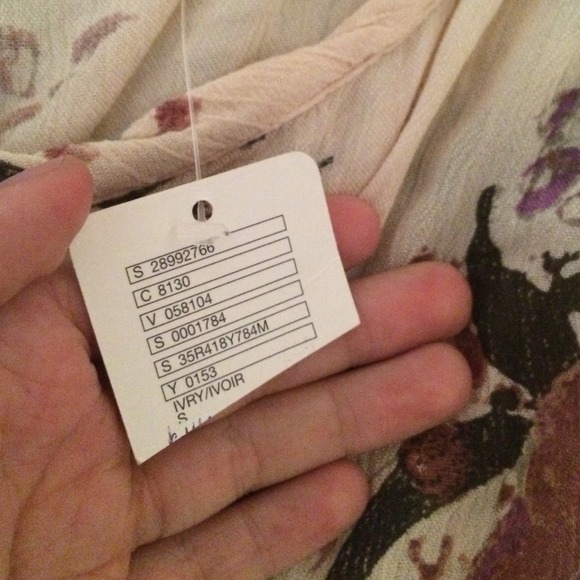 S 28992766
C 8130
V 058104
S 0001784
S 35R418Y784M
Y 0153
IVRY/IVOIR
S